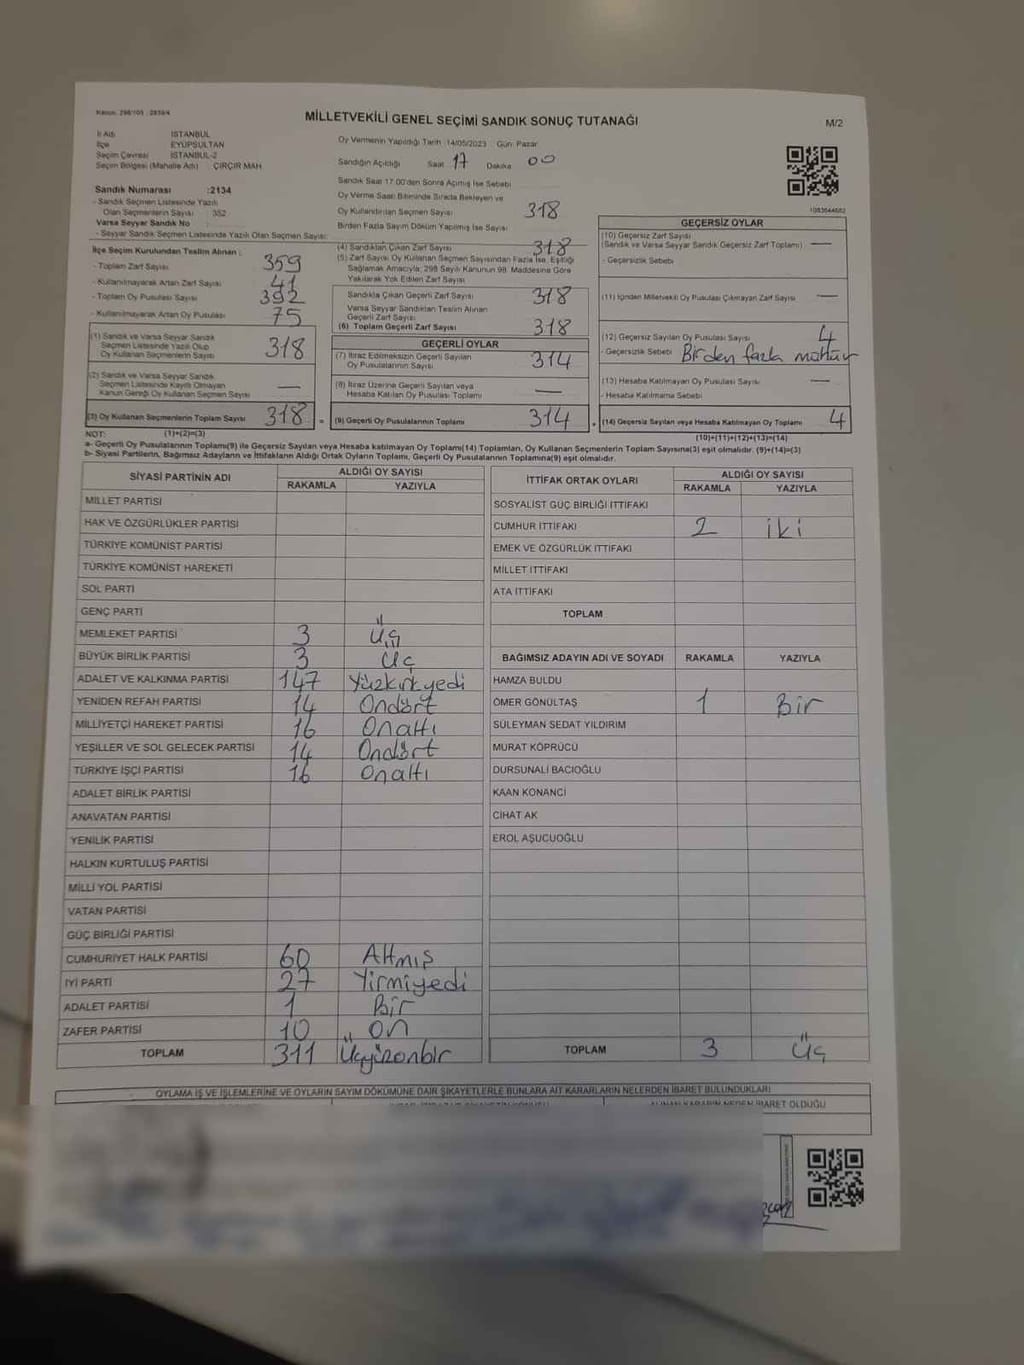 MİLLETVEKİLİ GENEL SEÇİMİ SANDIK SONUÇ TUTANAĞI
M/2
İl Adı İSTANBUL
İlçe EYÜPSULTAN
Seçim Çevresi İSTANBUL-2
Seçim Bölgesi (Mahalle Adı) ÇIRÇIR MAH
Sandık Numarası :2134
- Sandık Seçmen Listesinde Yazılı
Olan Seçmenlerin Sayısı : 352
Varsa Seyyar Sandık No
- Seyyar Sandık Seçmen Listesinde Yazılı Olan Seçmen Sayısı:
Oy Vermenin Yapıldığı Tarih :14/05/2023 Gün: Pazar
Sandığın Açıldığı Saat 17 Dakika 00
Sandık Saat 17.00'den Sonra Açılmış İse Sebebi
Oy Verme Saati Bitiminde Sırada Bekleyen ve
Oy Kullandırılan Seçmen Sayısı 318
Birden Fazla Sayım Döküm Yapılmış İse Sayısı
İlçe Seçim Kurulundan Teslim Alınan :
- Toplam Zarf Sayısı 359
- Kullanılmayarak Artan Zarf Sayısı 41
- Toplam Oy Pusulası Sayısı 392
- Kullanılmayarak Artan Oy Pusulası 75
(1) Sandık ve Varsa Seyyar Sandık
Seçmen Listesinde Yazılı Olup
Oy Kullanan Seçmenlerin Sayısı 318
(2) Sandık ve Varsa Seyyar Sandık
Seçmen Listesinde Kayıtlı Olmayan
Kanun Gereği Oy Kullanan Seçmen Sayısı —
(3) Oy Kullanan Seçmenlerin Toplam Sayısı 318
(4) Sandıktan Çıkan Zarf Sayısı 318
(5) Zarf Sayısı Oy Kullanan Seçmen Sayısından Fazla İse, Eşitliği
Sağlamak Amacıyla; 298 Sayılı Kanunun 98. Maddesine Göre
Yakılarak Yok Edilen Zarf Sayısı
Sandıkta Çıkan Geçerli Zarf Sayısı 318
Varsa Seyyar Sandıktan Teslim Alınan
Geçerli Zarf Sayısı
(6) Toplam Geçerli Zarf Sayısı 318
GEÇERLİ OYLAR
(7) İtiraz Edilmeksizin Geçerli Sayılan
Oy Pusulasının Sayısı 314
(8) İtiraz Üzerine Geçerli Sayılan veya
Hesaba Katılan Oy Pusulası Toplamı —
(9) Geçerli Oy Pusulalarının Toplamı 314
GEÇERSİZ OYLAR
(10) Geçersiz Zarf Sayısı
(Sandık ve Varsa Seyyar Sandık Geçersiz Zarf Toplamı) —
- Geçersizlik Sebebi
(11) İçinden Milletvekili Oy Pusulası Çıkmayan Zarf Sayısı —
(12) Geçersiz Sayılan Oy Pusulası Sayısı 4
- Geçersizlik Sebebi Birden fazla mühür
(13) Hesaba Katılmayan Oy Pusulası Sayısı —
- Hesaba Katılmama Sebebi
(14) Geçersiz Sayılan veya Hesaba Katılmayan Oy Toplamı 4
NOT: (1)+(2)=(3)
(10)+(11)+(12)+(13)=(14)
a- Geçerli Oy Pusulalarının Toplamı(9) ile Geçersiz Sayılan veya Hesaba katılmayan Oy Toplamı(14) Toplamları, Oy Kullanan Seçmenlerin Toplam Sayısına(3) eşit olmalıdır. (9)+(14)=(3)
b- Siyasi Partilerin, Bağımsız Adayların ve İttifakların Aldığı Ortak Oyların Toplamı, Geçerli Oy Pusulalarının Toplamına(9) eşit olmalıdır.
SİYASİ PARTİNİN ADI ALDIĞI OY SAYISI
RAKAMLA YAZIYLA
MİLLET PARTİSİ
HAK VE ÖZGÜRLÜKLER PARTİSİ
TÜRKİYE KOMÜNİST PARTİSİ
TÜRKİYE KOMÜNİST HAREKETİ
SOL PARTİ
GENÇ PARTİ
MEMLEKET PARTİSİ 3 Üç
BÜYÜK BİRLİK PARTİSİ 3 Üç
ADALET VE KALKINMA PARTİSİ 147 Yüzkırkyedi
YENİDEN REFAH PARTİSİ 14 Ondört
MİLLİYETÇİ HAREKET PARTİSİ 16 Onaltı
YEŞİLLER VE SOL GELECEK PARTİSİ 14 Ondört
TÜRKİYE İŞÇİ PARTİSİ 16 Onaltı
ADALET BİRLİK PARTİSİ
ANAVATAN PARTİSİ
YENİLİK PARTİSİ
HALKIN KURTULUŞ PARTİSİ
MİLLİ YOL PARTİSİ
VATAN PARTİSİ
GÜÇ BİRLİĞİ PARTİSİ
CUMHURİYET HALK PARTİSİ 60 Altmış
İYİ PARTİ 27 Yirmiyedi
ADALET PARTİSİ 1 Bir
ZAFER PARTİSİ 10 ON
TOPLAM 311 Üçyüzonbir
İTTİFAK ORTAK OYLARI ALDIĞI OY SAYISI
RAKAMLA YAZIYLA
SOSYALİST GÜÇ BİRLİĞİ İTTİFAKI
CUMHUR İTTİFAKI 2 iki
EMEK VE ÖZGÜRLÜK İTTİFAKI
MİLLET İTTİFAKI
ATA İTTİFAKI
TOPLAM
BAĞIMSIZ ADAYIN ADI VE SOYADI RAKAMLA YAZIYLA
HAMZA BULDU
ÖMER GÖNÜLTAŞ 1 Bir
SÜLEYMAN SEDAT YILDIRIM
MURAT KÖPRÜCÜ
DURSUNALİ BACIOĞLU
KAAN KONANCİ
CİHAT AK
EROL AŞUCUOĞLU
TOPLAM 3 Üç
OYLAMA İŞ VE İŞLEMLERİNE VE OYLARIN SAYIM DÖKÜMÜNE DAİR ŞİKAYETLERLE BUNLARA AİT KARARLARIN NELERDEN İBARET BULUNDUKLARI